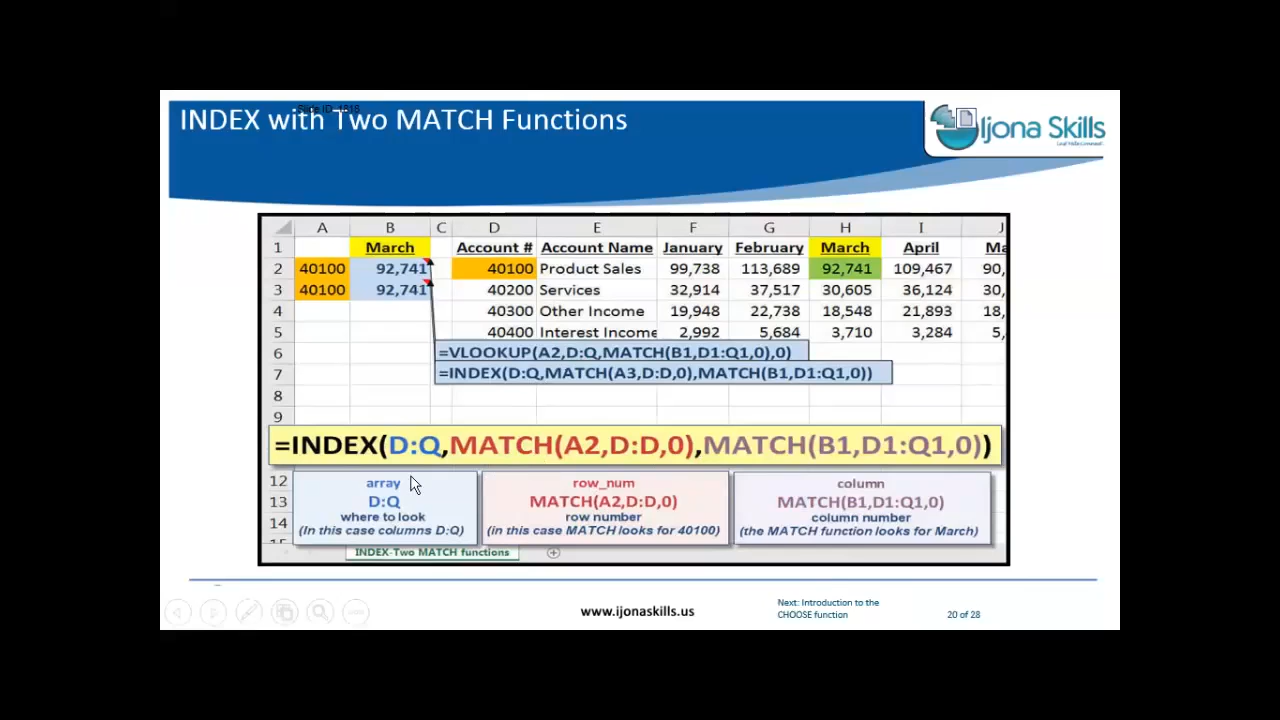 Slide ID: 1818
INDEX with Two MATCH Functions
Ijona Skills
A B C D E F G H I J
1 March Account # Account Name January February March April Ma
2 40100 92,741 40100 Product Sales 99,738 113,689 92,741 109,467 90,
3 40100 92,741 40200 Services 32,914 37,517 30,605 36,124 30,
4 40300 Other Income 19,948 22,738 18,548 21,893 18,
5 40400 Interest Income 2,992 5,684 3,710 3,284 5,
6 =VLOOKUP(A2,D:Q,MATCH(B1,D1:Q1,0),0)
7 =INDEX(D:Q,MATCH(A3,D:D,0),MATCH(B1,D1:Q1,0))
8
9
=INDEX(D:Q,MATCH(A2,D:D,0),MATCH(B1,D1:Q1,0))
12 array row_num column
13 D:Q MATCH(A2,D:D,0) MATCH(B1,D1:Q1,0)
where to look row number column number
14 (In this case columns D:Q) (in this case MATCH looks for 40100) (the MATCH function looks for March)
INDEX-Two MATCH functions
www.ijonaskills.us
Next: Introduction to the
CHOOSE function
20 of 28